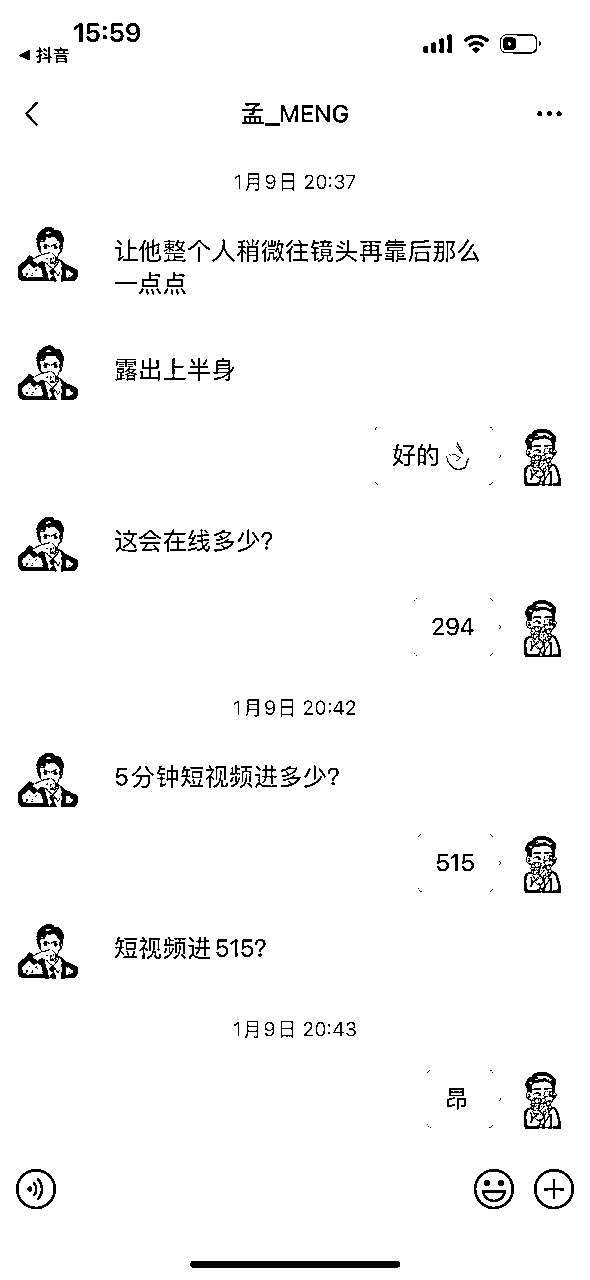 15:59
◀ 抖音
孟_MENG
1月9日 20:37
让他整个人稍微往镜头再靠后那么
一点点
露出上半身
好的👌
这会在线多少?
294
1月9日 20:42
5分钟短视频进多少?
515
短视频进515?
1月9日 20:43
昂